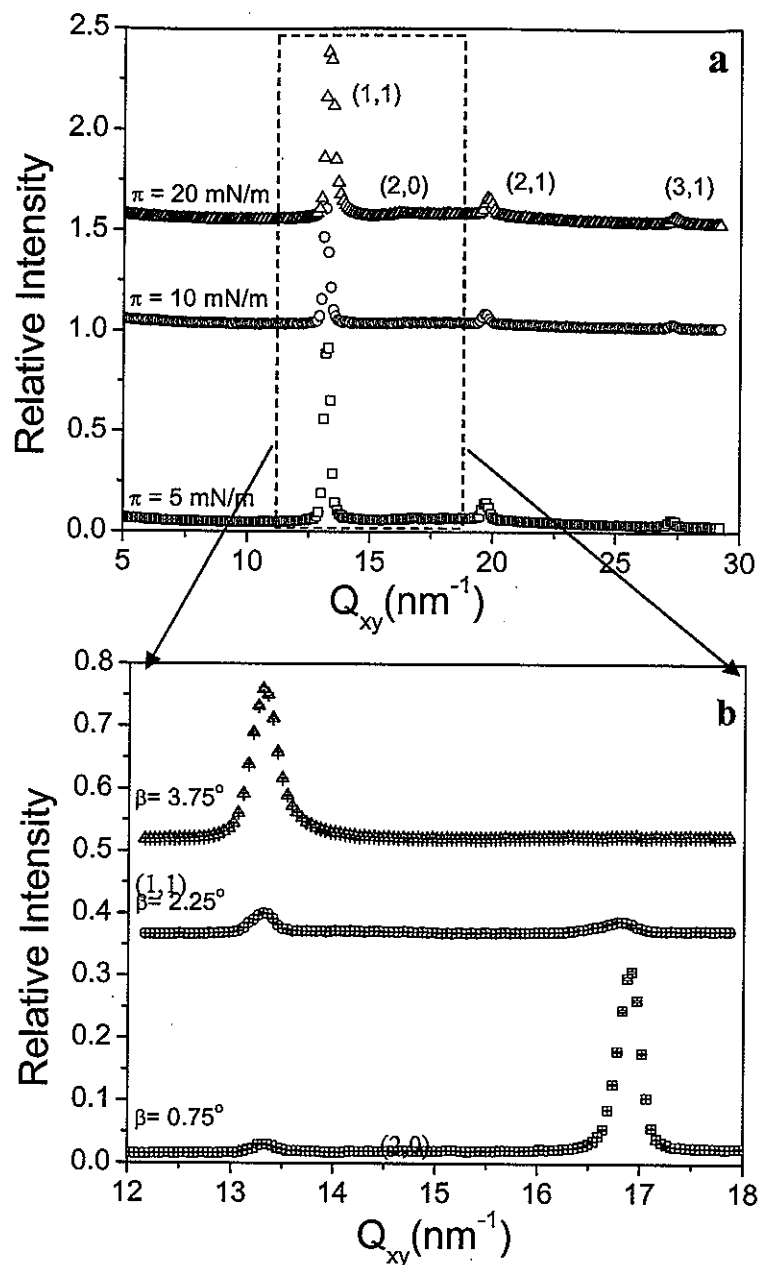 a
2.5
2.0
1.5
1.0
0.5
0.0
Relative Intensity
(1,1)
(2,0)
(2,1)
(3,1)
π = 20 mN/m
π = 10 mN/m
π = 5 mN/m
5
10
15
20
25
30
Qxy(nm-1)
b
0.8
0.7
0.6
0.5
0.4
0.3
0.2
0.1
0.0
Relative Intensity
β= 3.75°
(1,1)
β= 2.25°
β= 0.75°
(2,0)
12
13
14
15
16
17
18
Qxy(nm-1)